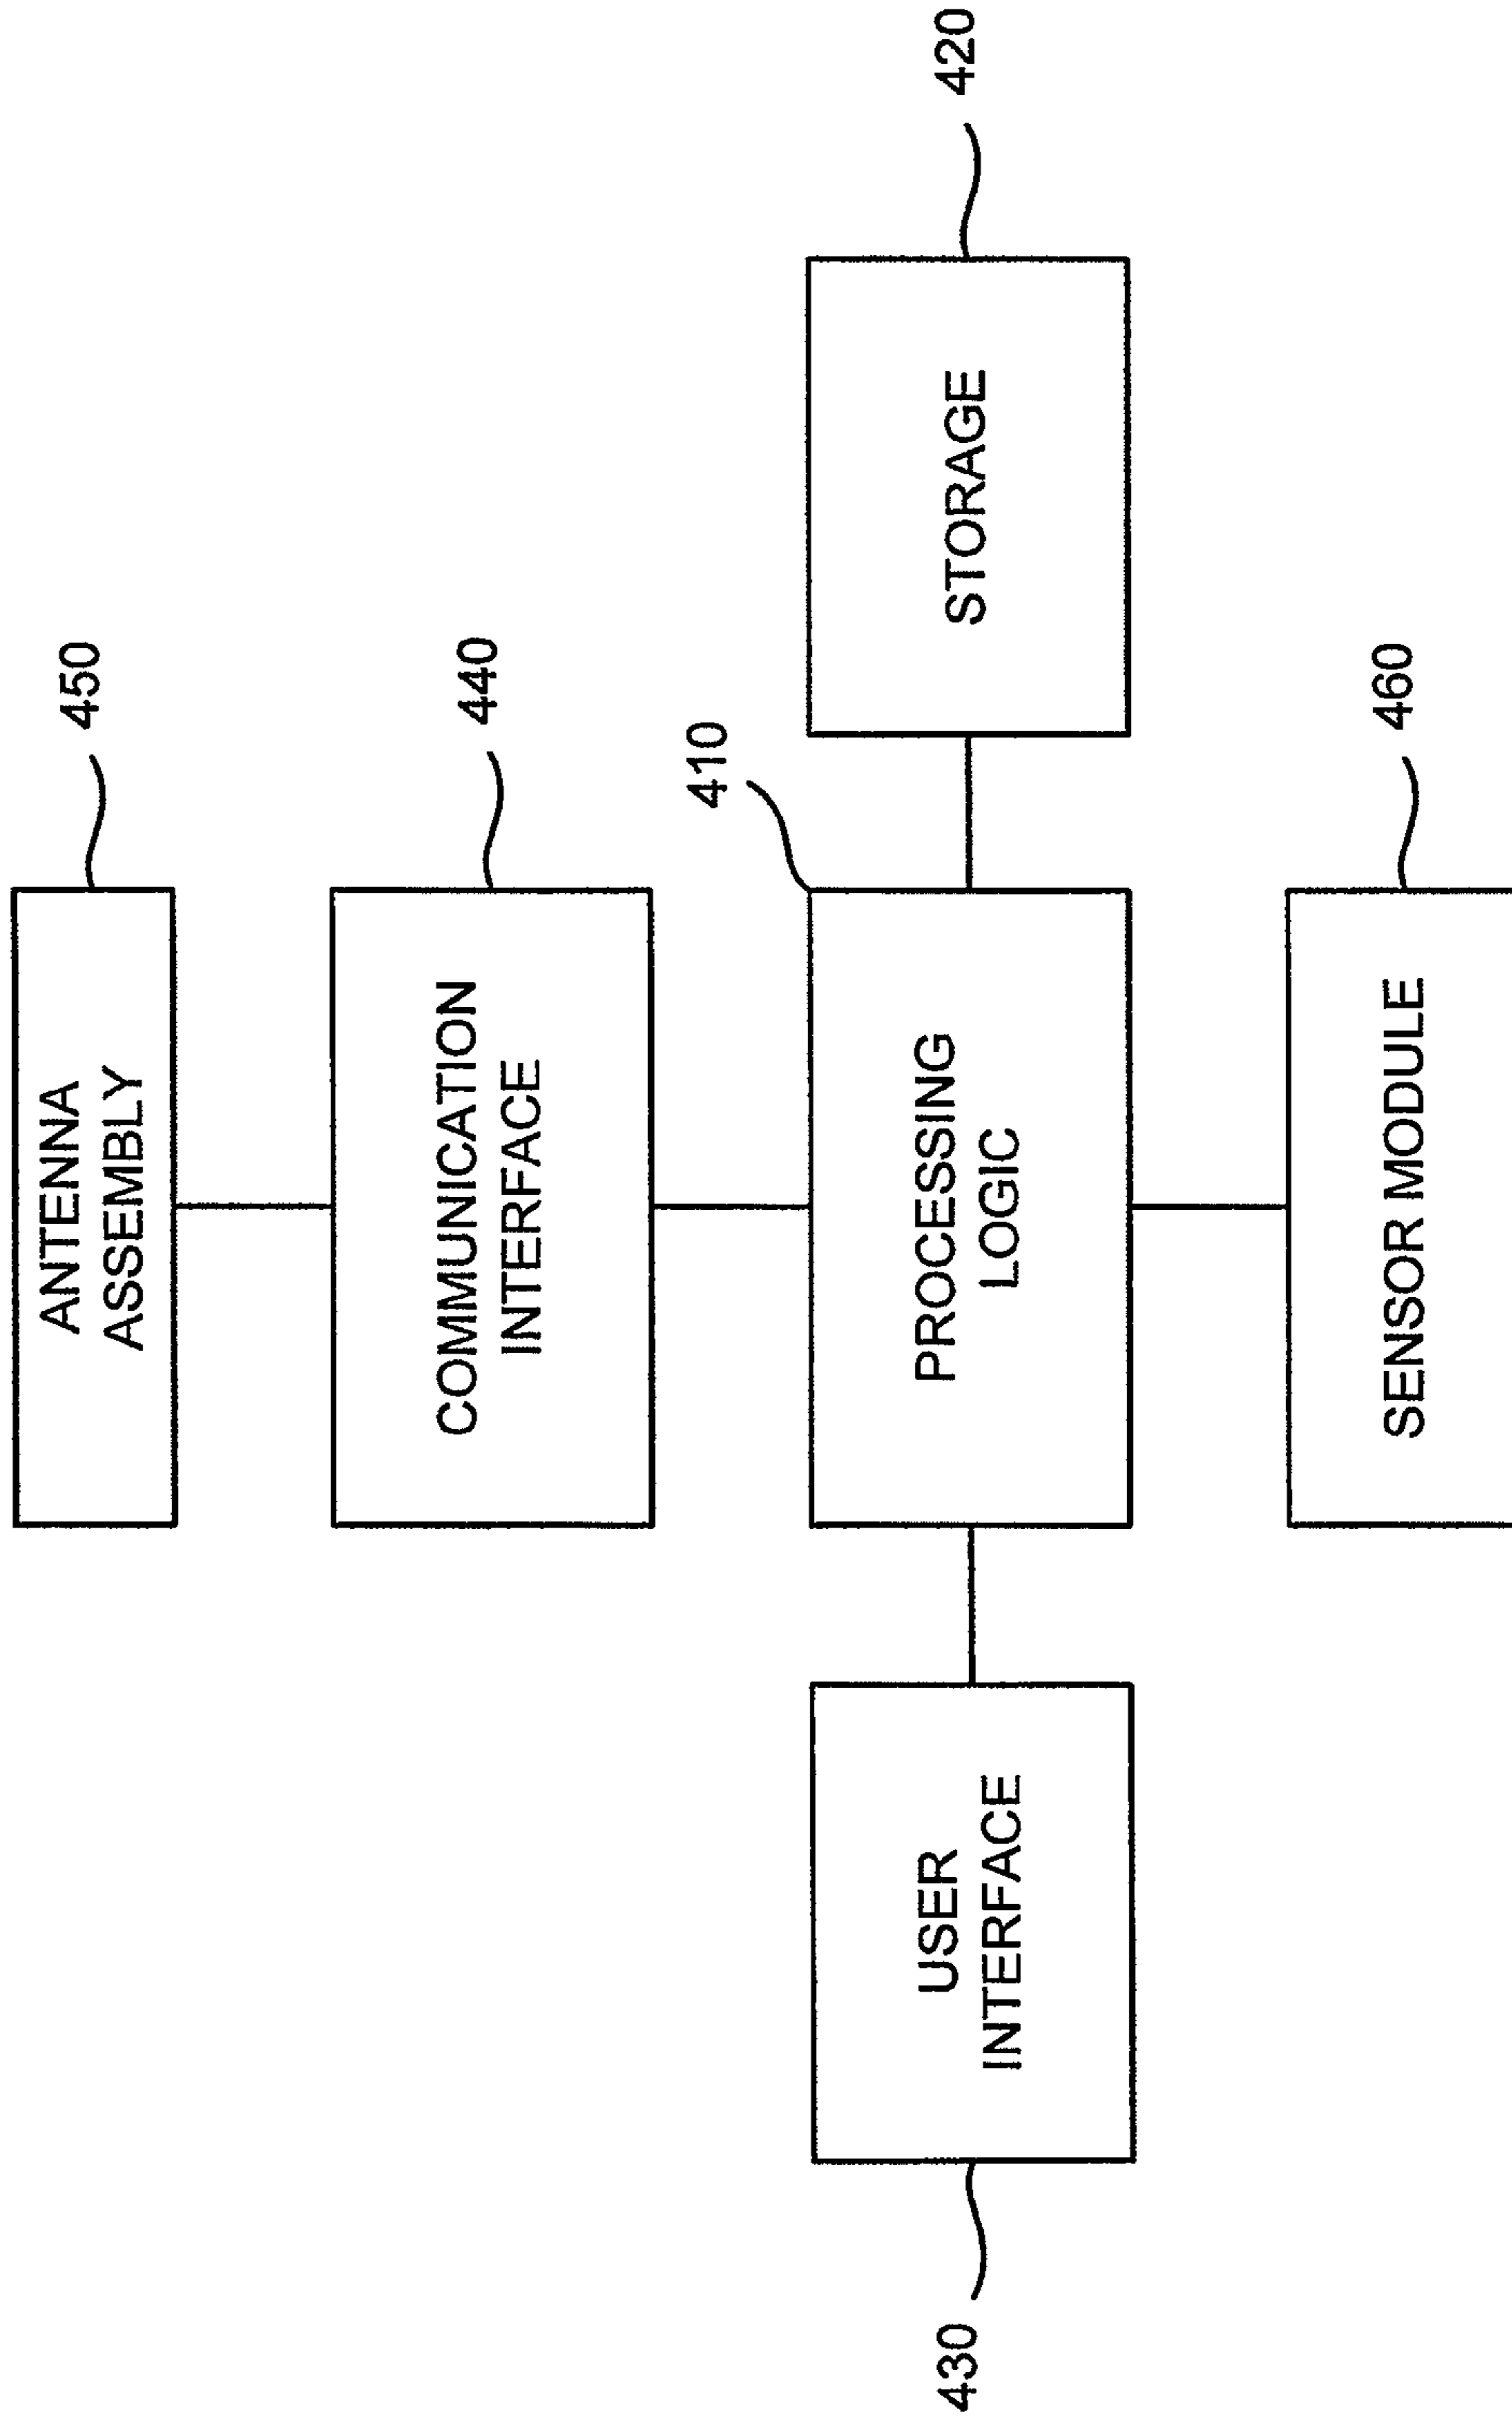 450
ANTENNA
ASSEMBLY
440
COMMUNICATION
INTERFACE
410
420
430
USER
INTERFACE
PROCESSING
LOGIC
STORAGE
460
SENSOR MODULE